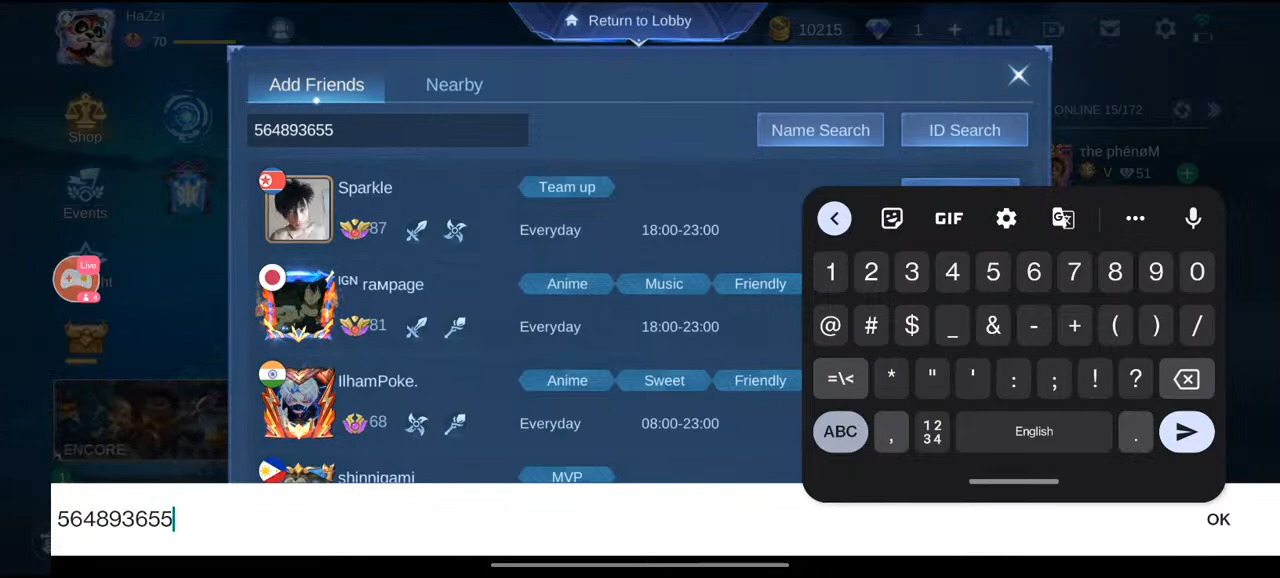 HaZzi
70
Return to Lobby
10215
1
Add Friends
Nearby
564893655
Name Search
ID Search
ONLINE 15/172
Shop
Events
Live
4
Sparkle
Team up
87
Everyday
18:00-23:00
IGN raмpage
Anime
Music
Friendly
81
Everyday
18:00-23:00
IlhamPoke.
Anime
Sweet
Friendly
68
Everyday
08:00-23:00
shinnigami
MVP
τhe phénøM
V
51
ENCORE
1
GIF
1 2 3 4 5 6 7 8 9 0
@ # $ _ & - + ( ) /
=\< * " ' : ; ! ?
ABC , 12 34 English .
564893655
OK